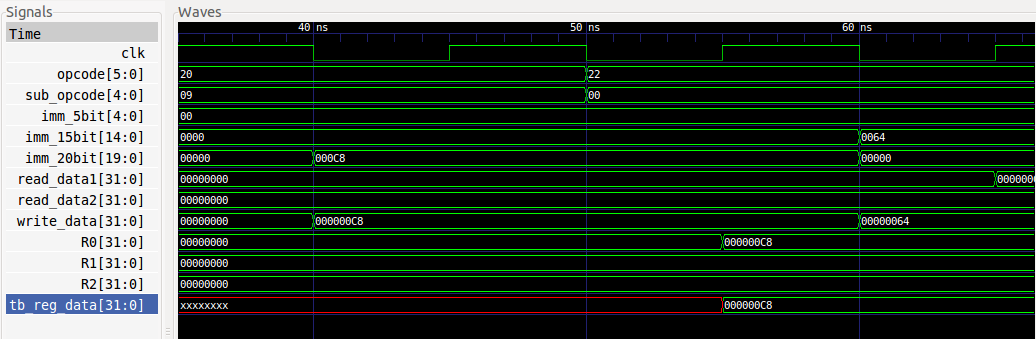 Signals
Waves
Time
40 ns
50 ns
60 ns
clk
opcode[5:0]
20
22
sub_opcode[4:0]
09
00
imm_5bit[4:0]
00
imm_15bit[14:0]
0000
0064
imm_20bit[19:0]
00000
000C8
00000
read_data1[31:0]
00000000
0000000
read_data2[31:0]
00000000
write_data[31:0]
00000000
000000C8
00000064
R0[31:0]
00000000
000000C8
R1[31:0]
00000000
R2[31:0]
00000000
tb_reg_data[31:0]
xxxxxxxx
000000C8